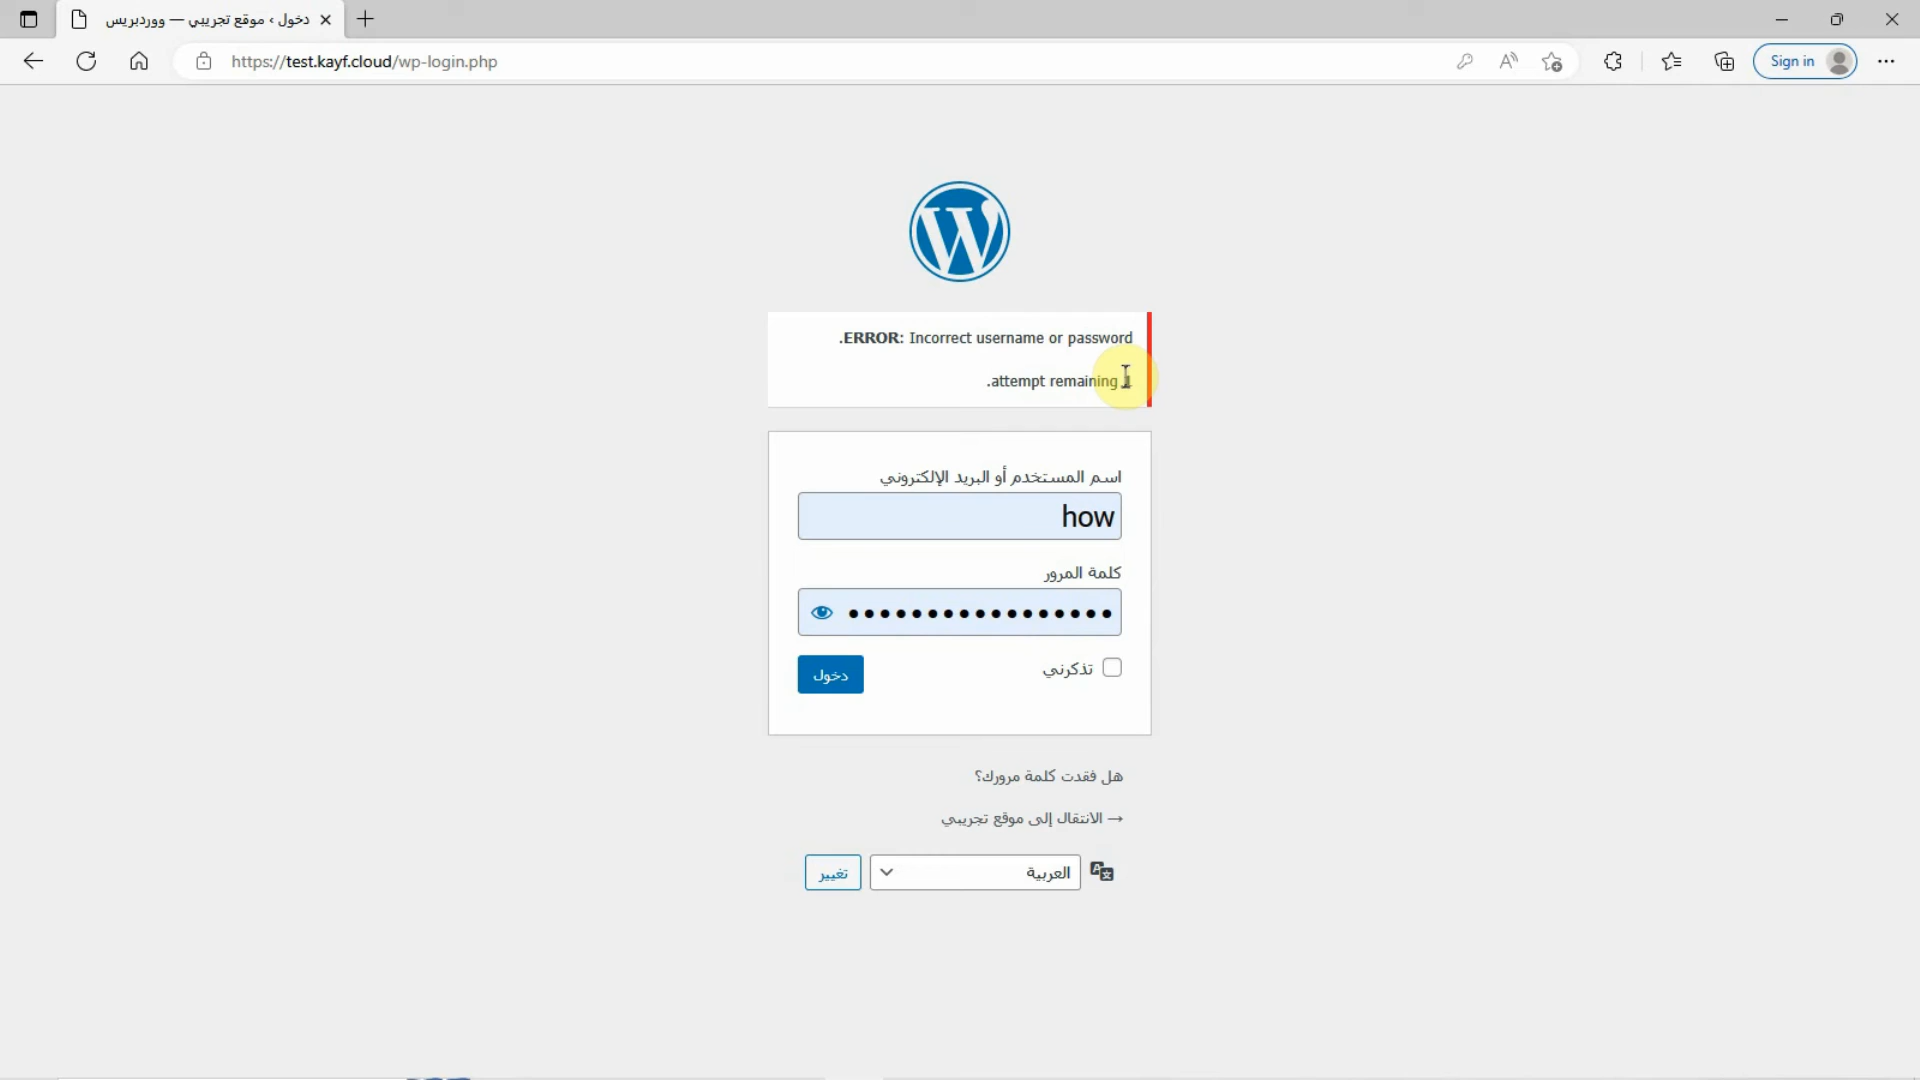 دخول › موقع تجريبي — ووردبريس
https://test.kayf.cloud/wp-login.php
Sign in
ERROR: Incorrect username or password.
1 attempt remaining.
اسم المستخدم أو البريد الإلكتروني
how
كلمة المرور
تذكرني
دخول
هل فقدت كلمة مرورك؟
→ الانتقال إلى موقع تجريبي
العربية
تغيير